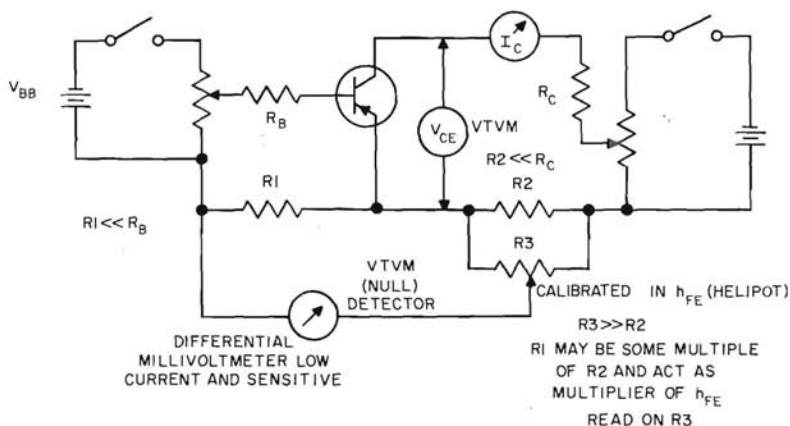 I_C
V_BB
R_B
R_C
V_CE
VTVM
R2<<R_C
R1
R2
R1<<R_B
R3
VTVM
(NULL)
DETECTOR
CALIBRATED IN h_FE (HELIPOT)
DIFFERENTIAL
MILLIVOLTMETER LOW
CURRENT AND SENSITIVE
R3>>R2
R1 MAY BE SOME MULTIPLE
OF R2 AND ACT AS
MULTIPLIER OF h_FE
READ ON R3